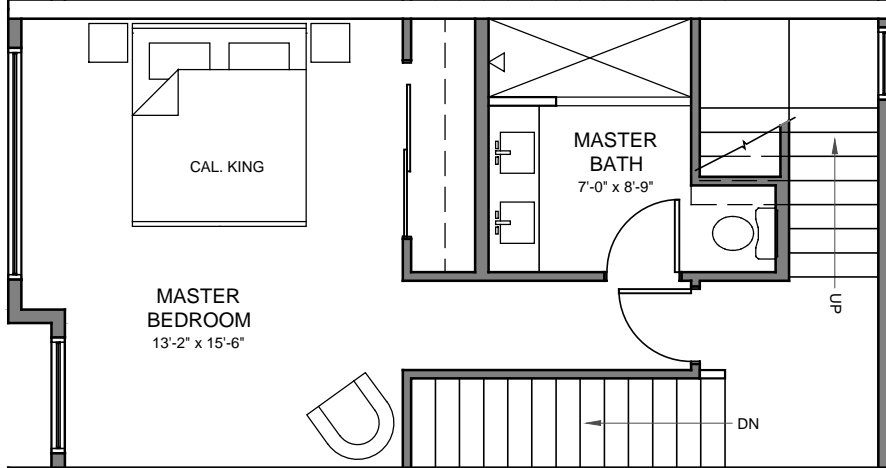 CAL. KING
MASTER
BATH
7'-0" x 8'-9"
MASTER
BEDROOM
13'-2" x 15'-6"
UP
DN